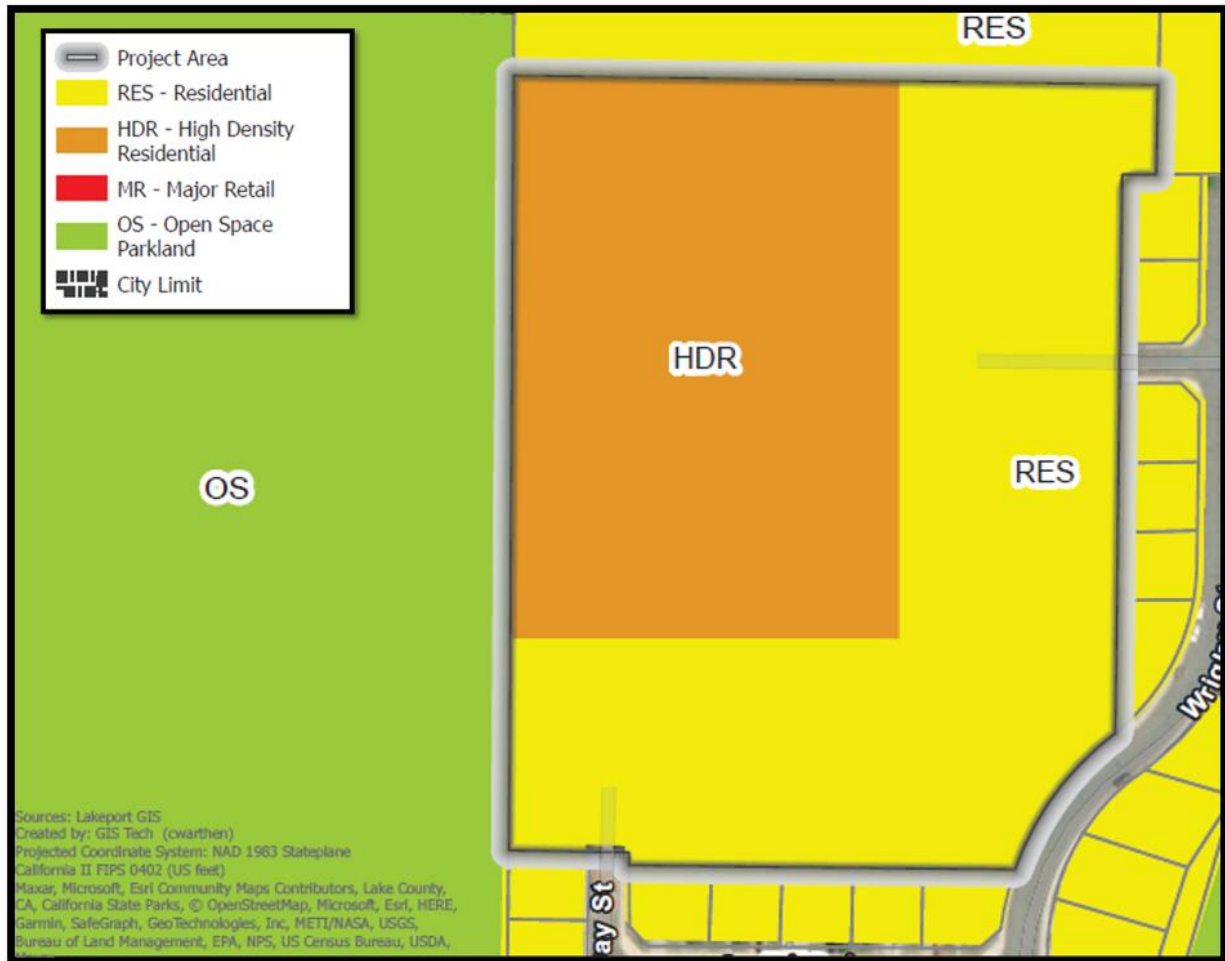 Project Area
RES - Residential
HDR - High Density
Residential
MR - Major Retail
OS - Open Space
Parkland
City Limit
RES
HDR
OS
RES
Sources: Lakeport GIS
Created by: GIS Tech (cwarthen)
Projected Coordinate System: NAD 1983 Stateplane
California II FIPS 0402 (US feet)
Maxar, Microsoft, Esri Community Maps Contributors, Lake County,
CA, California State Parks, © OpenStreetMap, Microsoft, Esri, HERE,
Garmin, SafeGraph, GeoTechnologies, Inc, METI/NASA, USGS,
Bureau of Land Management, EPA, NPS, US Census Bureau, USDA,
ay St